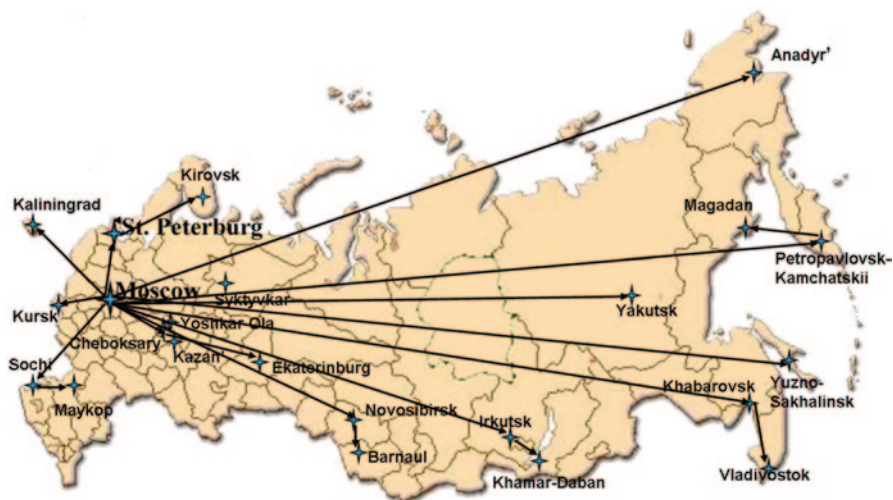 Anadyr’
Kirovsk
Kaliningrad
Magadan
St. Peterburg
Petropavlovsk–
Kamchatskii
Moscow
Syktyvkar
Yakutsk
Kursk
Yoshkar Ola
Cheboksary
Kazan’
Sochi
Ekaterinburg
Khabarovsk
Yuzno-
Sakhalinsk
Maykop
Novosibirsk
Irkutsk
Barnaul
Khamar-Daban
Vladivostok